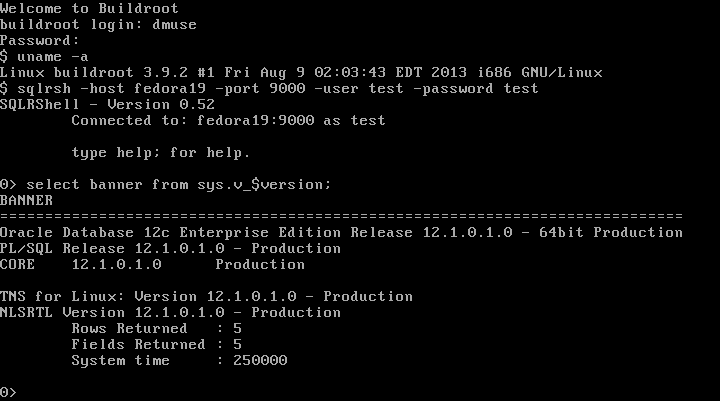 Welcome to Buildroot
buildroot login: dmuse
Password:
$ uname -a
Linux buildroot 3.9.2 #1 Fri Aug 9 02:03:43 EDT 2013 i686 GNU/Linux
$ sqlrsh -host fedora19 -port 9000 -user test -password test
SQLRShell - Version 0.52
        Connected to: fedora19:9000 as test

        type help; for help.

0> select banner from sys.v_$version;
BANNER
================================================================================
Oracle Database 12c Enterprise Edition Release 12.1.0.1.0 - 64bit Production
PL/SQL Release 12.1.0.1.0 - Production
CORE    12.1.0.1.0      Production

TNS for Linux: Version 12.1.0.1.0 - Production
NLSRTL Version 12.1.0.1.0 - Production
        Rows Returned   : 5
        Fields Returned : 5
        System time     : 250000

0>